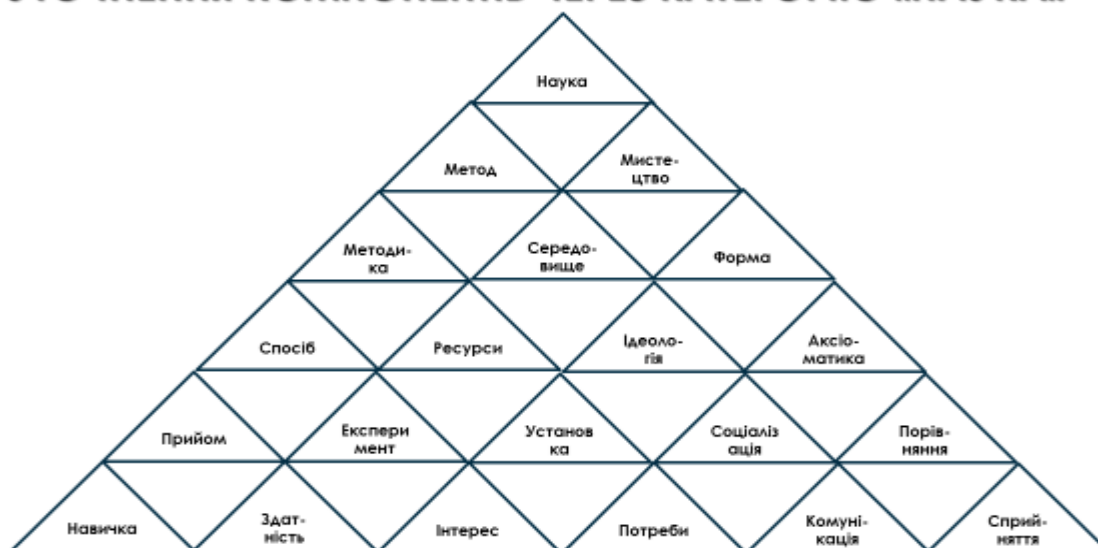 Наука
Метод
Мисте-
цтво
Методи-
ка
Середо-
вище
Форма
Спосіб
Ресурси
Ідеоло-
гія
Аксіо-
матика
Прийом
Експери
мент
Установ
ка
Соціаліз
ація
Порів-
няння
Навичка
Здат-
ність
Інтерес
Потреби
Комуні-
кація
Сприй-
няття